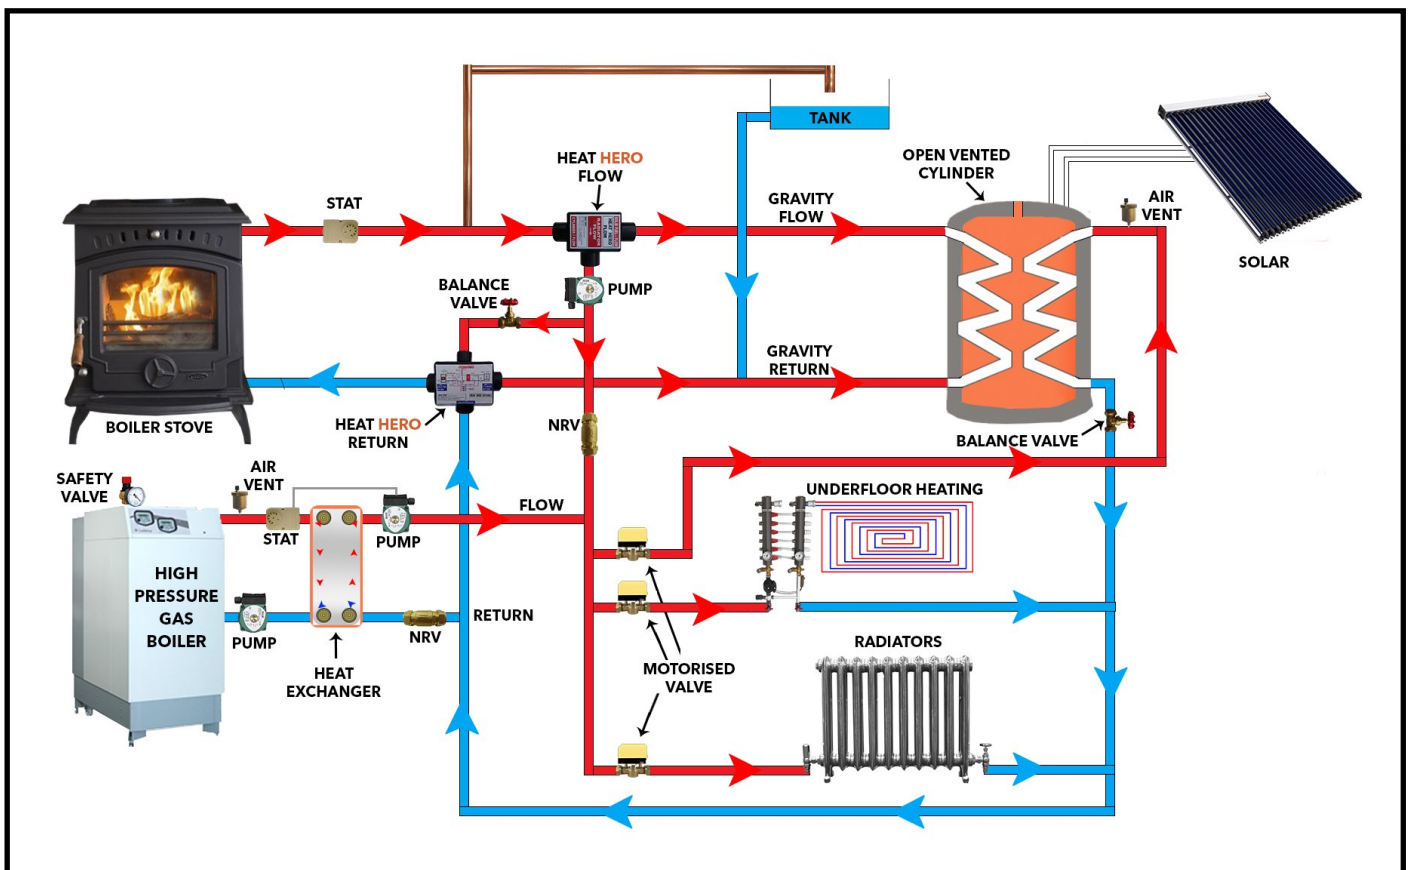 TANK
HEAT HERO
FLOW
OPEN VENTED
CYLINDER
STAT
GRAVITY
FLOW
AIR
VENT
SOLAR
BALANCE
VALVE
PUMP
GRAVITY
RETURN
BOILER STOVE
HEAT HERO
RETURN
NRV
BALANCE VALVE
SAFETY
VALVE
AIR
VENT
FLOW
UNDERFLOOR HEATING
STAT
PUMP
HIGH
PRESSURE
GAS
BOILER
PUMP
NRV
RETURN
HEAT
EXCHANGER
MOTORISED
VALVE
RADIATORS